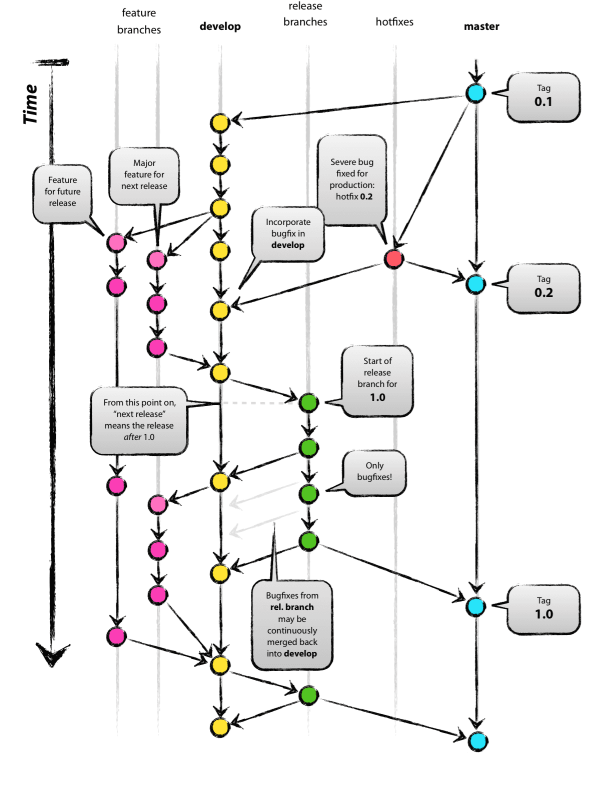 feature
branches
develop
release
branches
hotfixes
master
Time
Tag
0.1
Major
feature for
next release
Feature
for future
release
Severe bug
fixed for
production:
hotfix 0.2
Incorporate
bugfix in
develop
Tag
0.2
Start of
release
branch for
1.0
From this point on,
“next release”
means the release
after 1.0
Only
bugfixes!
Bugfixes from
rel. branch
may be
continuously
merged back
into develop
Tag
1.0